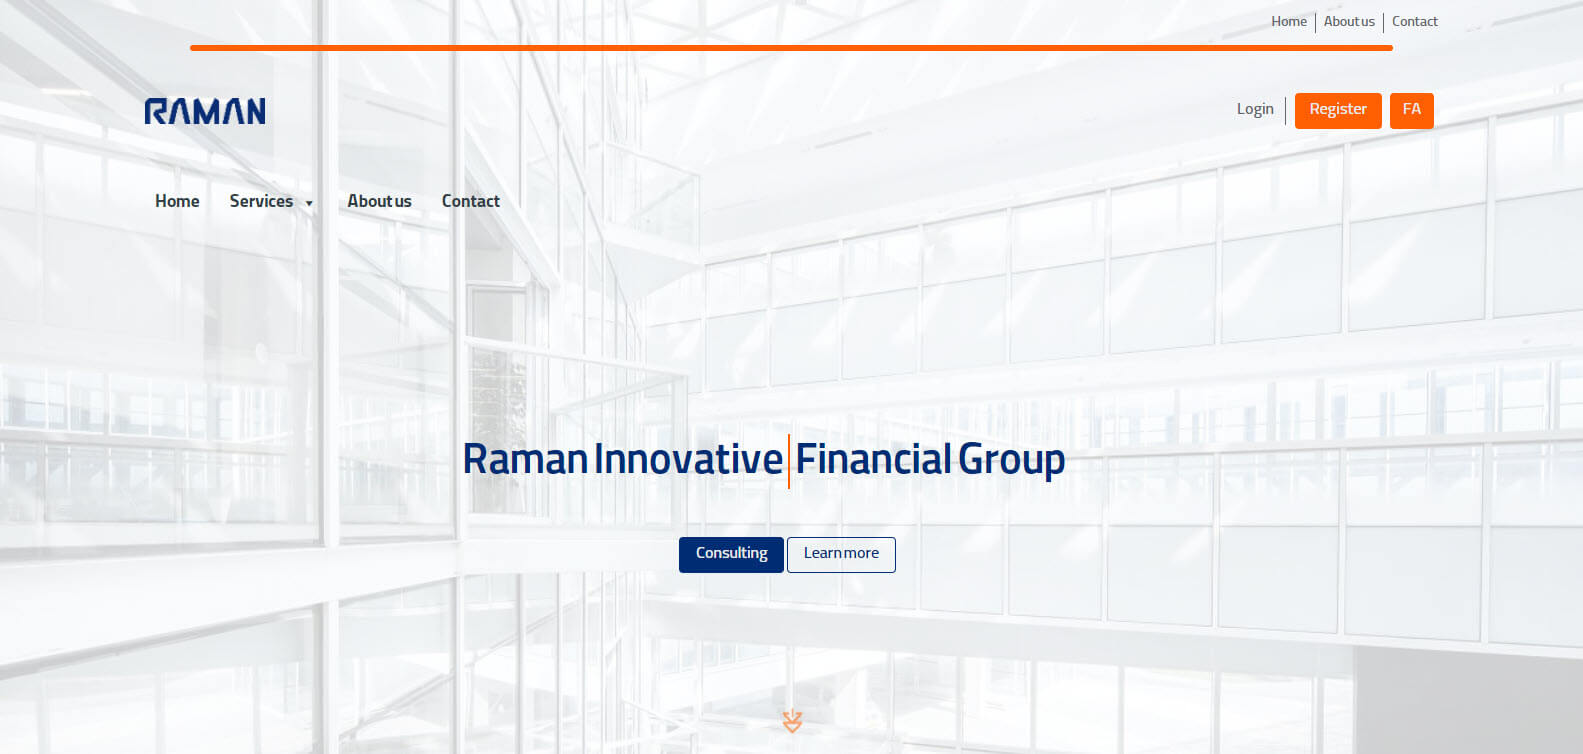 Home About us Contact
RAMAN
Login Register FA
Home Services About us Contact
Raman Innovative Financial Group
Consulting Learn more